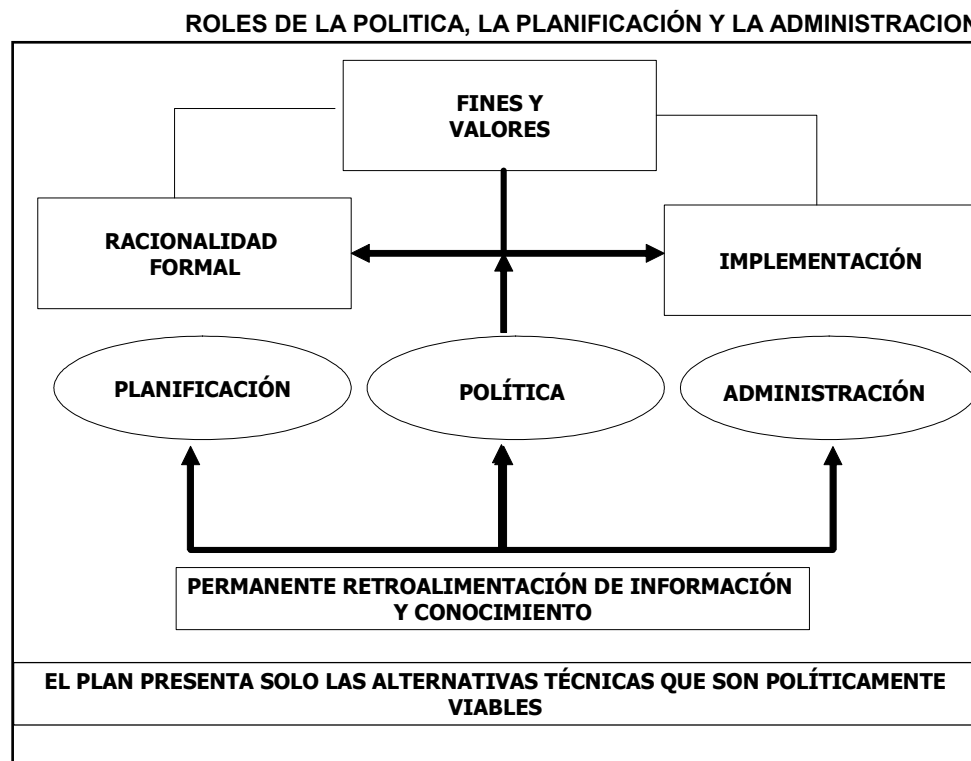 ROLES DE LA POLITICA, LA PLANIFICACIÓN Y LA ADMINISTRACION
FINES Y
VALORES
RACIONALIDAD
FORMAL
IMPLEMENTACIÓN
PLANIFICACIÓN
POLÍTICA
ADMINISTRACIÓN
PERMANENTE RETROALIMENTACIÓN DE INFORMACIÓN
Y CONOCIMIENTO
EL PLAN PRESENTA SOLO LAS ALTERNATIVAS TÉCNICAS QUE SON POLÍTICAMENTE
VIABLES